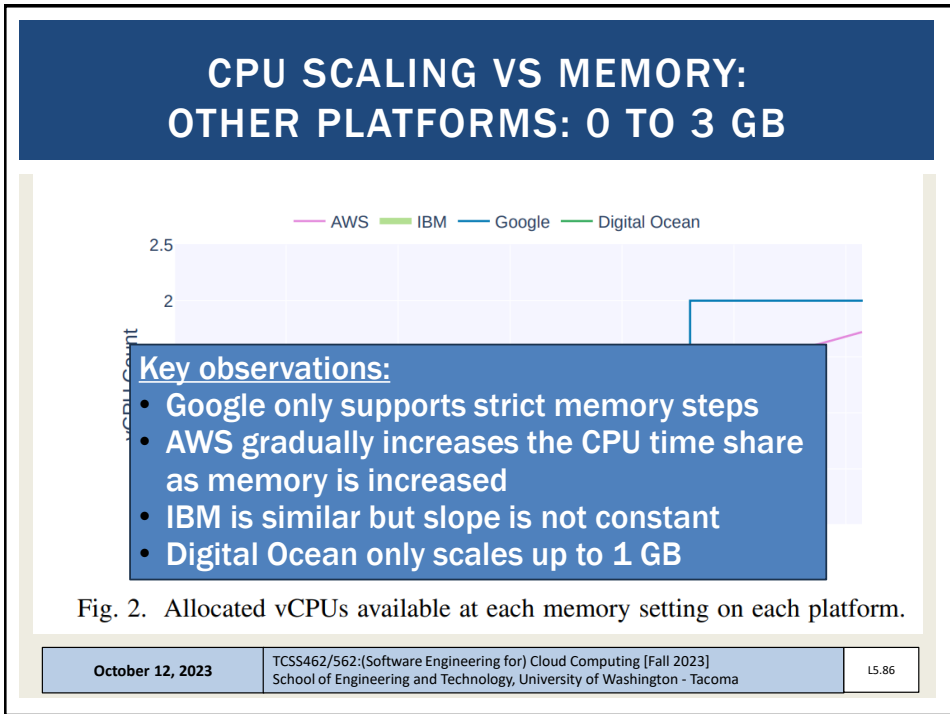 CPU SCALING VS MEMORY:
OTHER PLATFORMS: 0 TO 3 GB
AWS IBM Google Digital Ocean
2.5
2
Key observations:
• Google only supports strict memory steps
• AWS gradually increases the CPU time share
as memory is increased
• IBM is similar but slope is not constant
• Digital Ocean only scales up to 1 GB
Fig. 2. Allocated vCPUs available at each memory setting on each platform.
October 12, 2023
TCSS462/562:(Software Engineering for) Cloud Computing [Fall 2023]
School of Engineering and Technology, University of Washington - Tacoma
L5.86